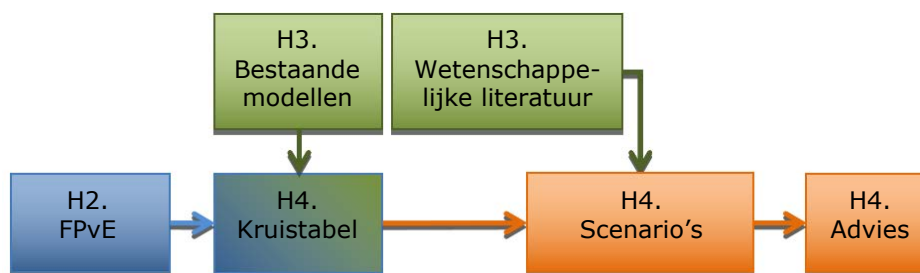 H3.
Bestaande
modellen
H3.
Wetenschappe-
lijke literatuur
H2.
FPvE
H4.
Kruistabel
H4.
Scenario’s
H4.
Advies